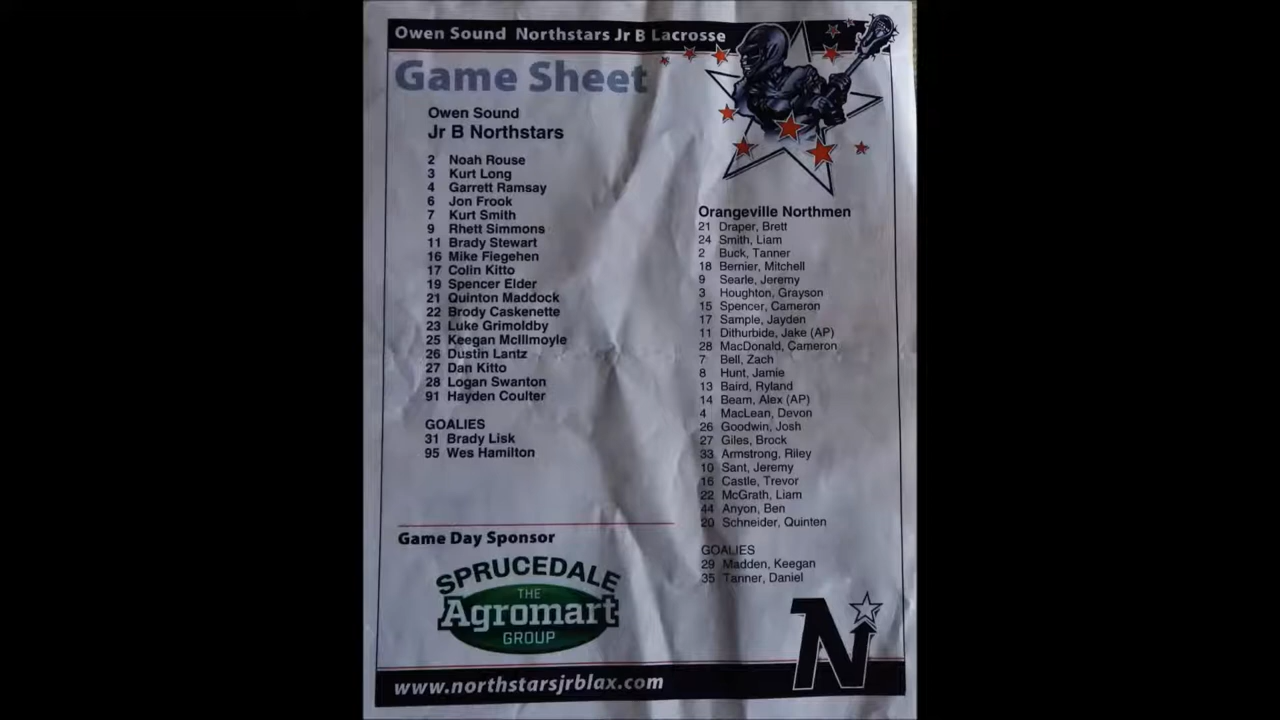 Owen Sound Northstars Jr B Lacrosse
Game Sheet
Owen Sound
Jr B Northstars
2 Noah Rouse
3 Kurt Long
4 Garrett Ramsay
6 Jon Frook
7 Kurt Smith
9 Rhett Simmons
11 Brady Stewart
16 Mike Fiegehen
17 Colin Kitto
19 Spencer Elder
21 Quinton Maddock
22 Brody Caskenette
23 Luke Grimoldby
25 Keegan McIllmoyle
26 Dustin Lantz
27 Dan Kitto
28 Logan Swanton
91 Hayden Coulter
GOALIES
31 Brady Lisk
95 Wes Hamilton
Orangeville Northmen
21 Draper, Brett
24 Smith, Liam
2 Buck, Tanner
18 Bernier, Mitchell
9 Searle, Jeremy
3 Houghton, Grayson
15 Spencer, Cameron
17 Sample, Jayden
11 Dithurbide, Jake (AP)
28 MacDonald, Cameron
7 Bell, Zach
8 Hunt, Jamie
13 Baird, Ryland
14 Beam, Alex (AP)
4 MacLean, Devon
26 Goodwin, Josh
27 Giles, Brock
33 Armstrong, Riley
10 Sant, Jeremy
16 Castle, Trevor
22 McGrath, Liam
44 Anyon, Ben
20 Schneider, Quinten
GOALIES
29 Madden, Keegan
35 Tanner, Daniel
Game Day Sponsor
SPRUCEDALE
THE
Agromart
GROUP
N
www.northstarsjrblax.com